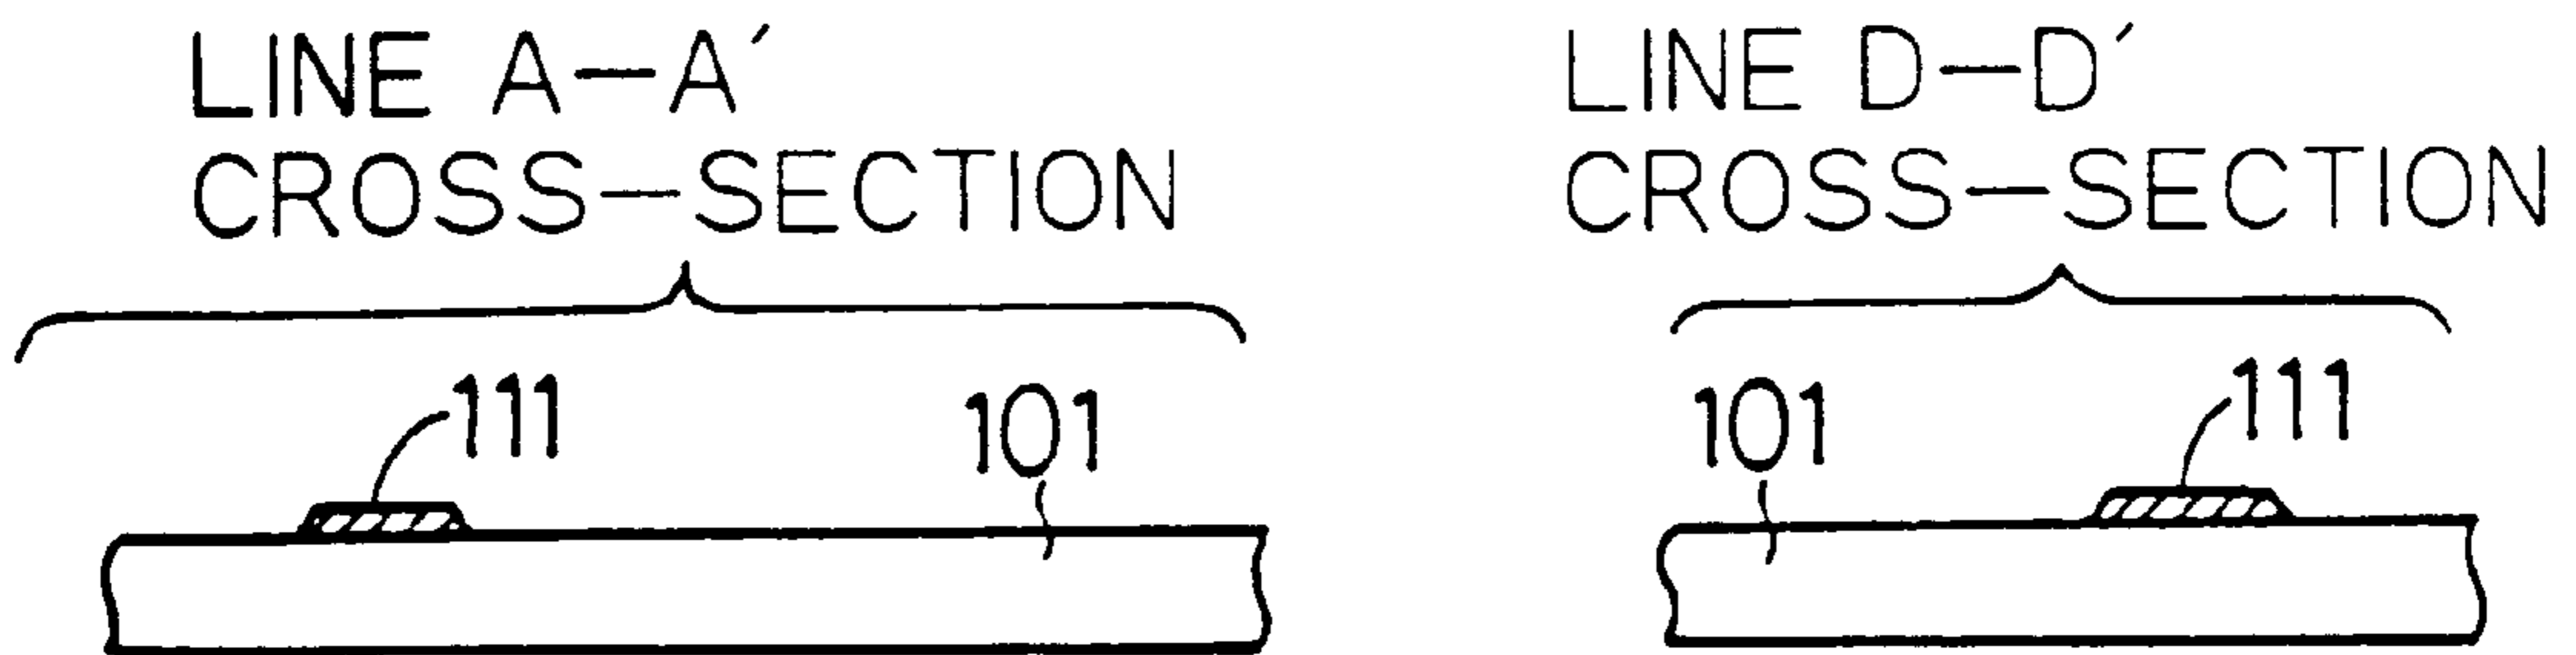 LINE A—A′
CROSS—SECTION
111
101
LINE D—D′
CROSS—SECTION
101
111